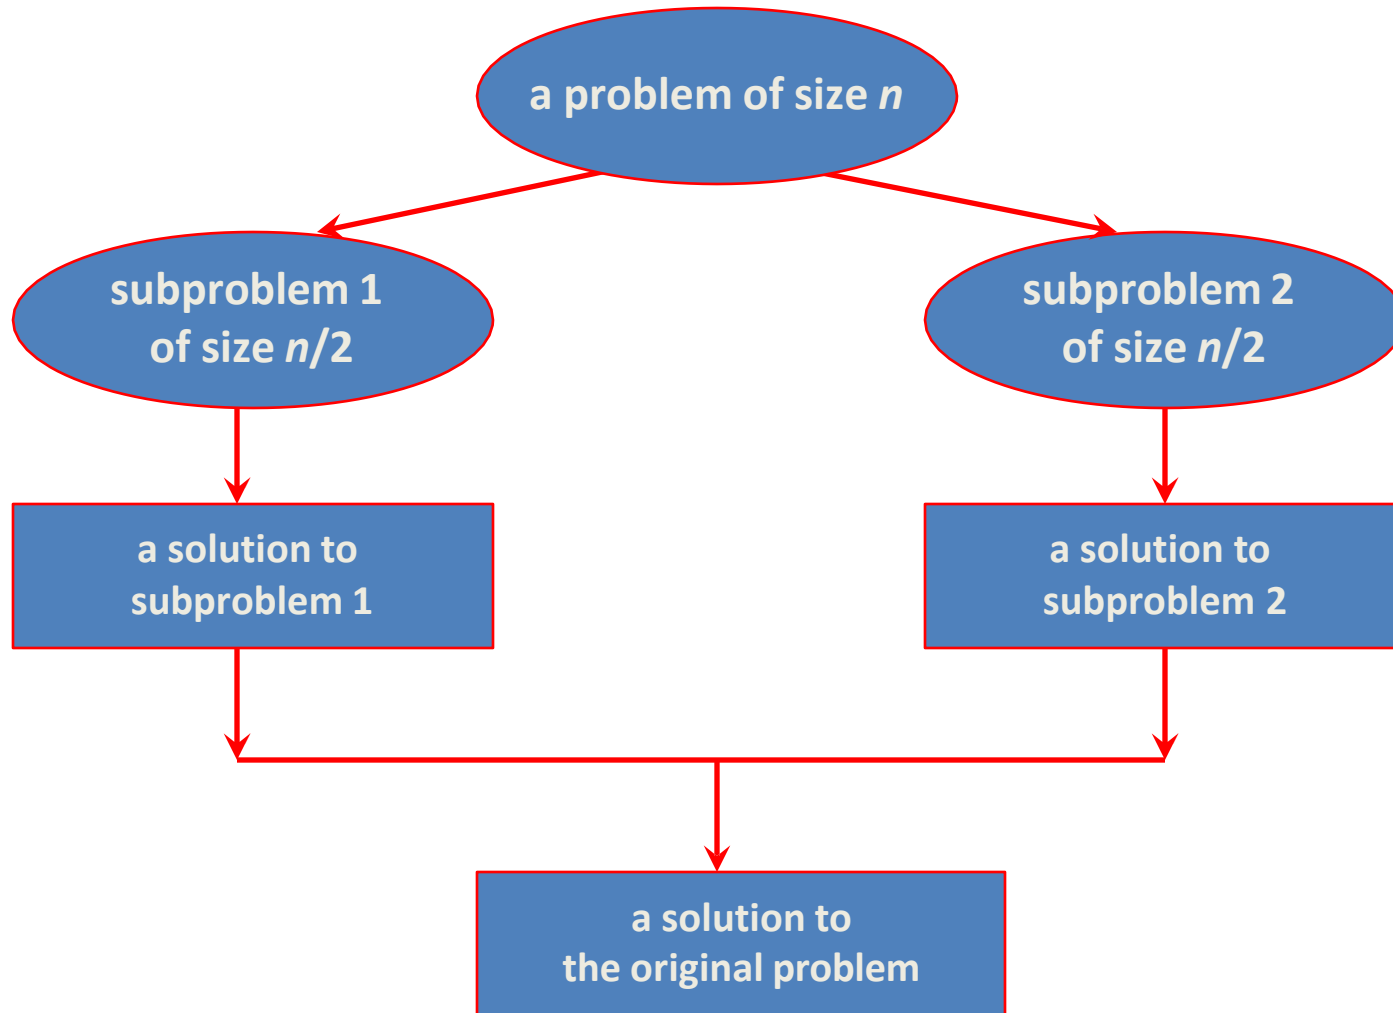 a problem of size n
subproblem 1
of size n/2
subproblem 2
of size n/2
a solution to
subproblem 1
a solution to
subproblem 2
a solution to
the original problem